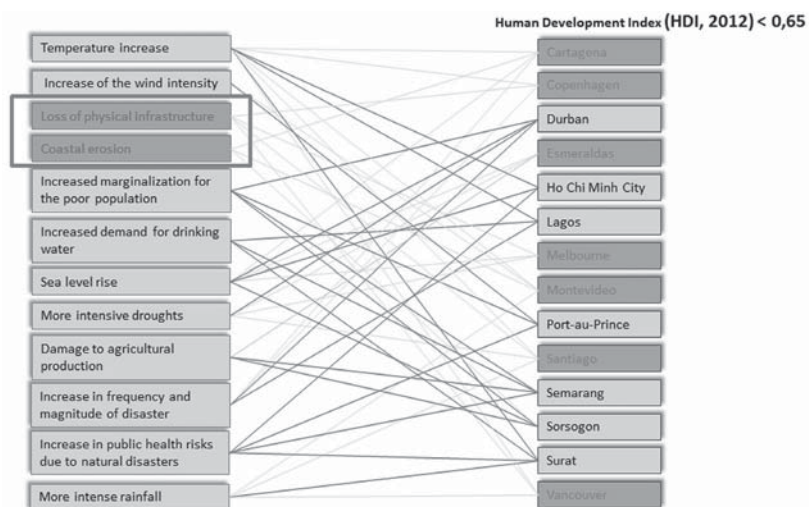 Human Development Index (HDI, 2012) < 0,65
Temperature increase
Increase of the wind intensity
Loss of physical infrastructure
Coastal erosion
Increased marginalization for
the poor population
Increased demand for drinking
water
Sea level rise
More intensive droughts
Damage to agricultural
production
Increase in frequency and
magnitude of disaster
Increase in public health risks
due to natural disasters
More intense rainfall
Cartagena
Copenhagen
Durban
Esmeraldas
Ho Chi Minh City
Lagos
Melbourne
Montevideo
Port-au-Prince
Santiago
Semarang
Sorsogon
Surat
Vancouver